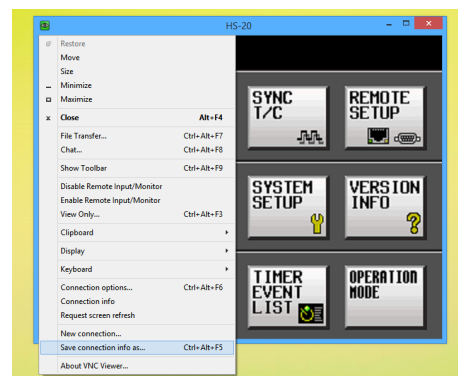 HS-20
Restore
Move
Size
Minimize
Maximize
Close Alt+F4
File Transfer... Ctrl+Alt+F7
Chat... Ctrl+Alt+F8
Show Toolbar Ctrl+Alt+F9
Disable Remote Input/Monitor
Enable Remote Input/Monitor
View Only... Ctrl+Alt+F3
Clipboard
Display
Keyboard
Connection options... Ctrl+Alt+F6
Connection info
Request screen refresh
New connection...
Save connection info as... Ctrl+Alt+F5
About VNC Viewer...
SYNC
T/C
REMOTE
SETUP
SYSTEM
SETUP
VERSION
INFO
?
TIMER
EVENT
LIST
OPERATION
MODE